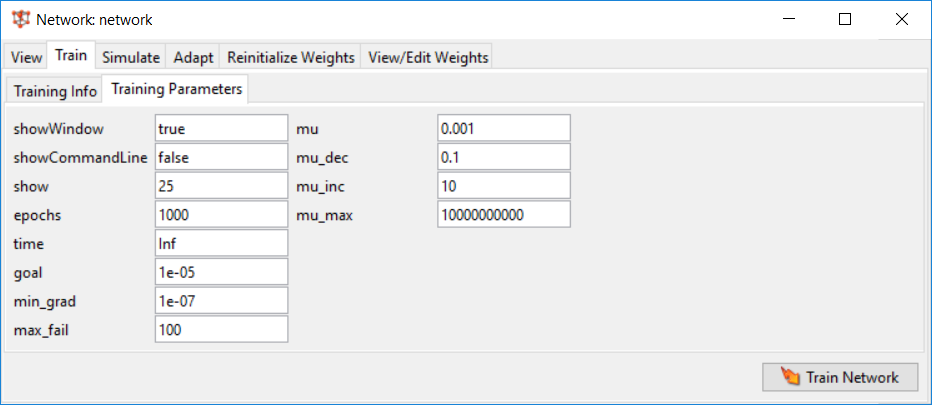 Network: network
View Train Simulate Adapt Reinitialize Weights View/Edit Weights
Training Info Training Parameters
showWindow true mu 0.001
showCommandLine false mu_dec 0.1
show 25 mu_inc 10
epochs 1000 mu_max 10000000000
time Inf
goal 1e-05
min_grad 1e-07
max_fail 100
Train Network